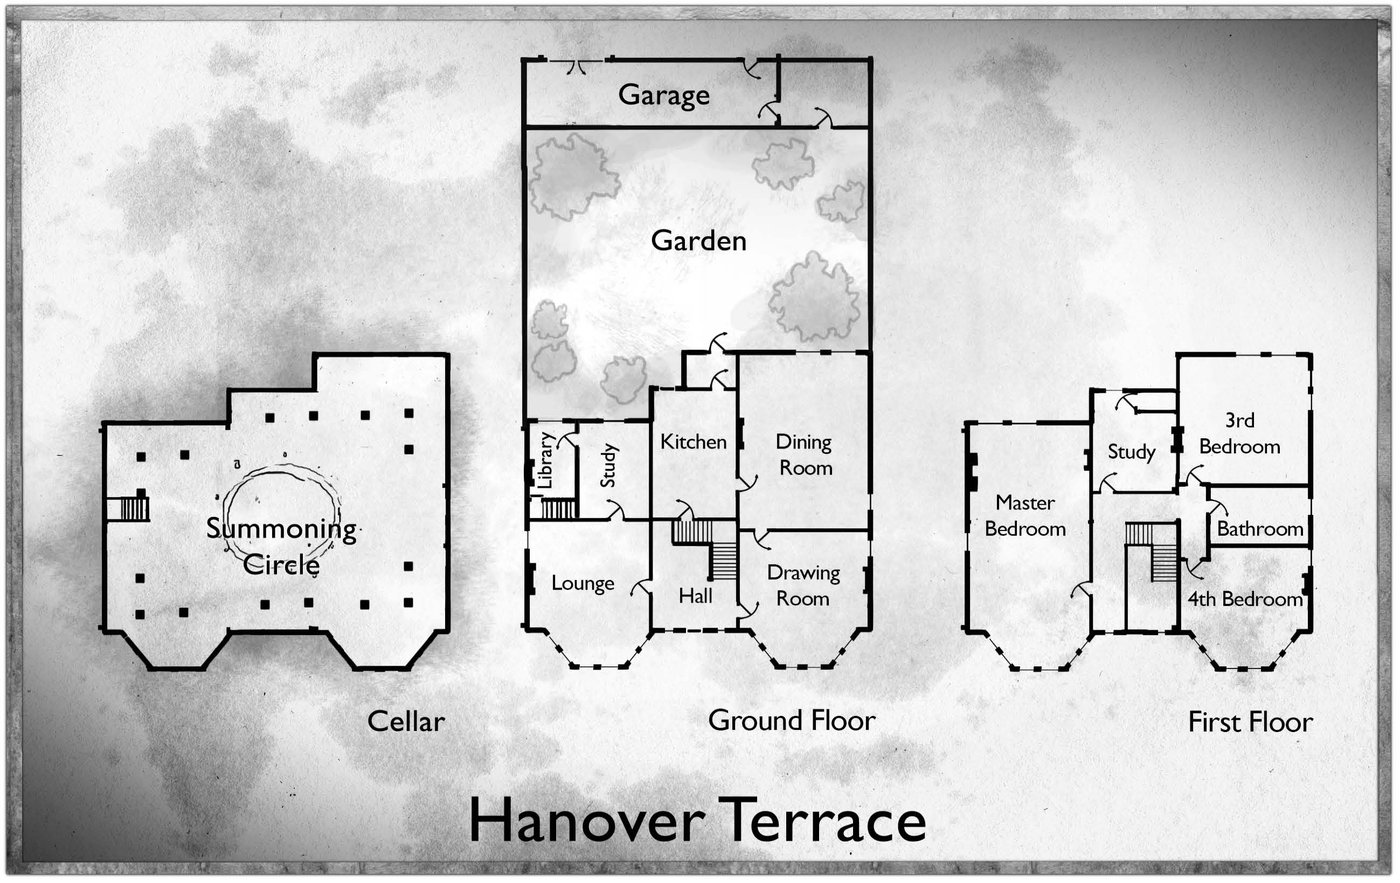 Garage
Garden
Library
Study
Kitchen
Dining
Room
Lounge
Hall
Drawing
Room
Summoning
Circle
a
a
a
Master
Bedroom
Study
3rd
Bedroom
Bathroom
4th Bedroom
Cellar
Ground Floor
First Floor
Hanover Terrace